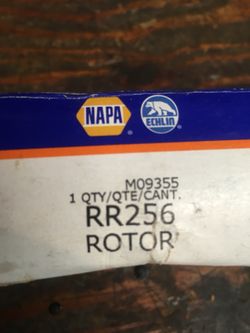 NAPA
ECHLIN
M09355
1 QTY/QTE/CANT.
RR256
ROTOR